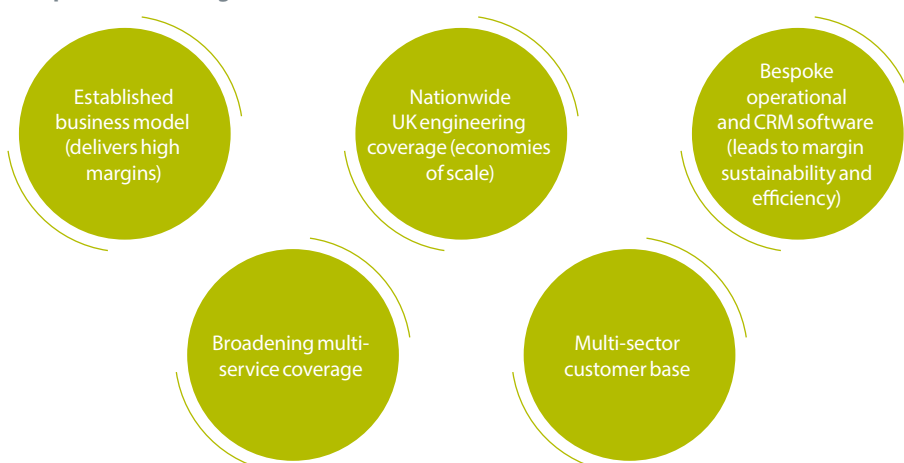 Established
business model
(delivers high
margins)
Nationwide
UK engineering
coverage (economies
of scale)
Bespoke
operational
and CRM software
(leads to margin
sustainability and
efficiency)
Broadening multi-
service coverage
Multi-sector
customer base